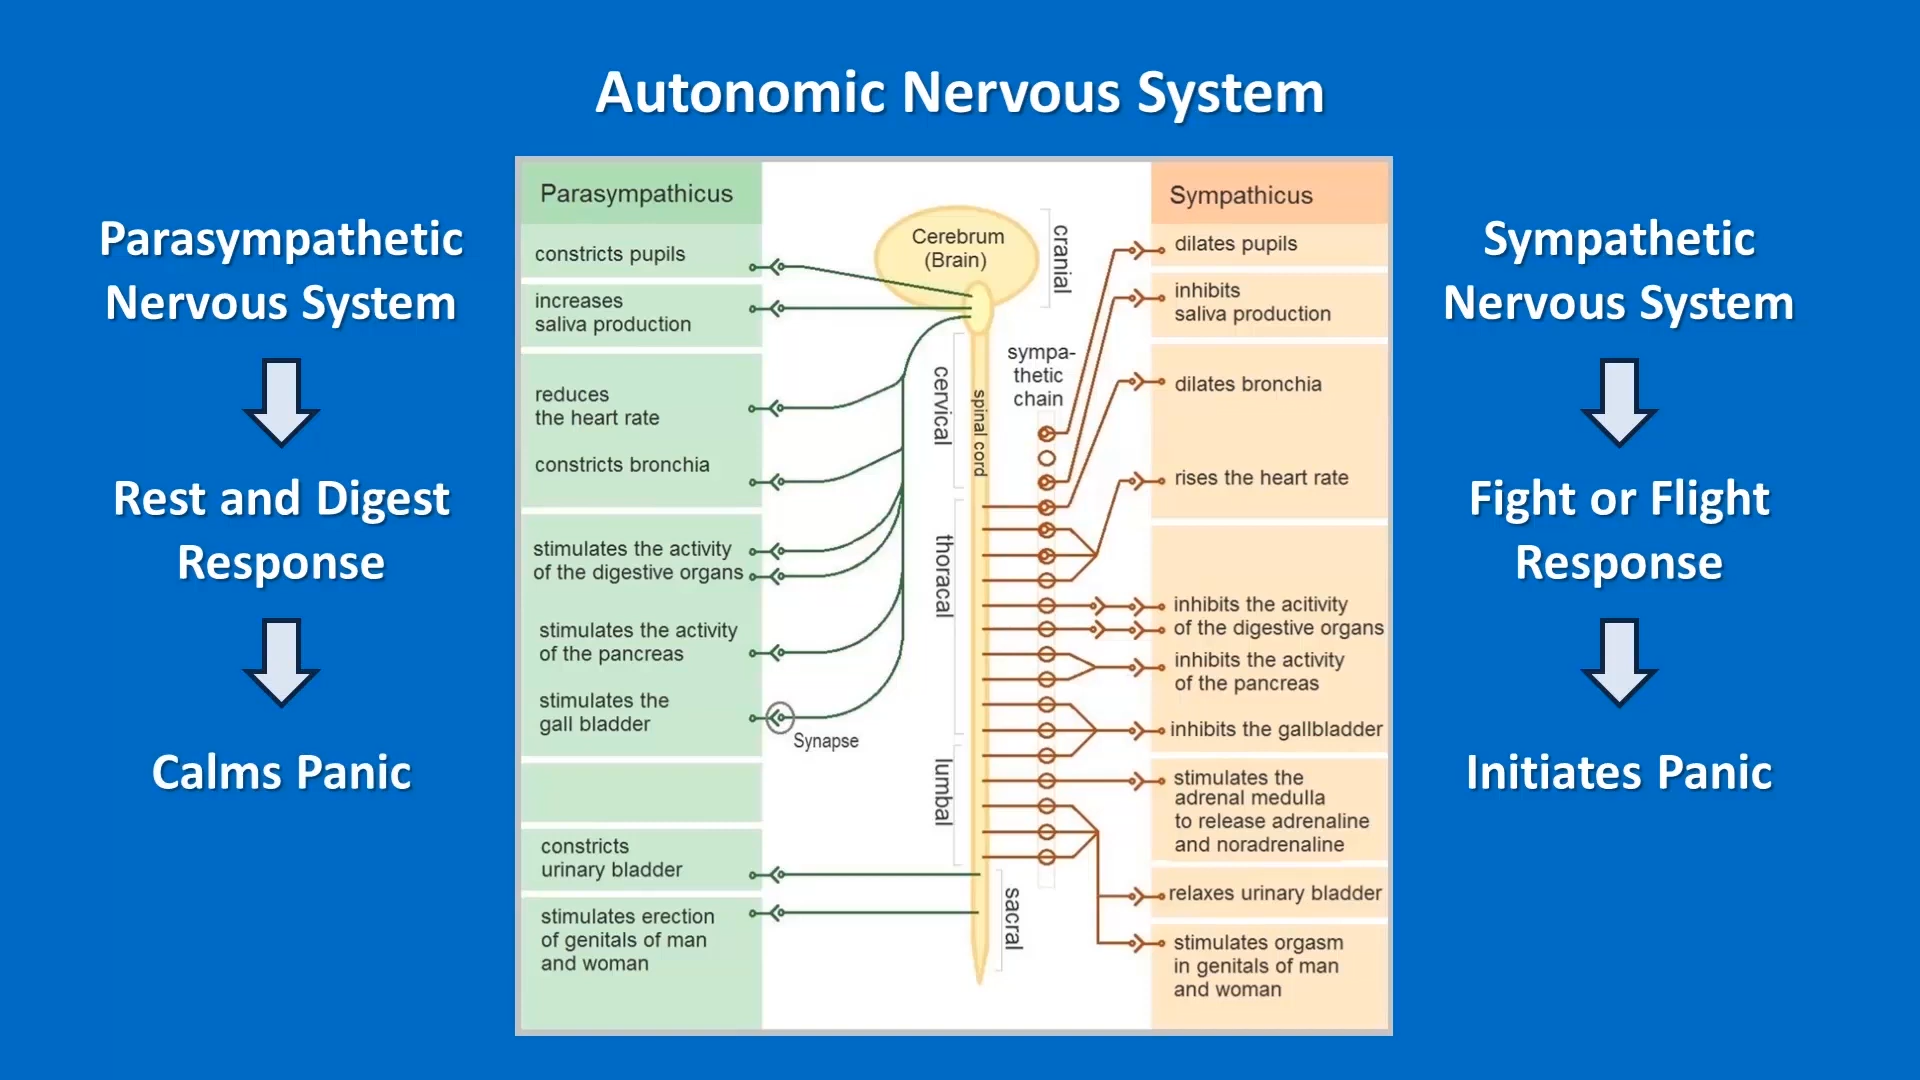 Autonomic Nervous System
Parasympathetic
Nervous System
Rest and Digest
Response
Calms Panic
Parasympathicus
constricts pupils
increases
saliva production
reduces
the heart rate
constricts bronchia
stimulates the activity
of the digestive organs
stimulates the activity
of the pancreas
stimulates the
gall bladder
constricts
urinary bladder
stimulates erection
of genitals of man
and woman
Cerebrum
(Brain)
cranial
sympa-
thetic
chain
cervical
spinal cord
thoracal
Synapse
lumbal
sacral
Sympathicus
dilates pupils
inhibits
saliva production
dilates bronchia
rises the heart rate
inhibits the acitivity
of the digestive organs
inhibits the activity
of the pancreas
inhibits the gallbladder
stimulates the
adrenal medulla
to release adrenaline
and noradrenaline
relaxes urinary bladder
stimulates orgasm
in genitals of man
and woman
Sympathetic
Nervous System
Fight or Flight
Response
Initiates Panic